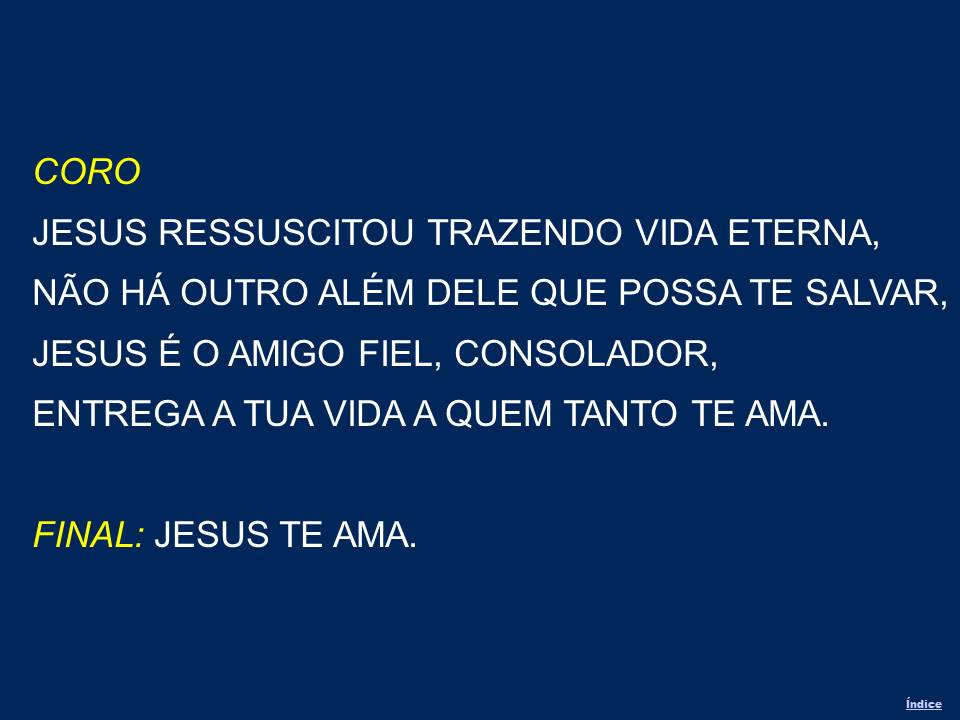 CORO
JESUS RESSUSCITOU TRAZENDO VIDA ETERNA,
NÃO HÁ OUTRO ALÉM DELE QUE POSSA TE SALVAR,
JESUS É O AMIGO FIEL, CONSOLADOR,
ENTREGA A TUA VIDA A QUEM TANTO TE AMA.
FINAL: JESUS TE AMA.
Índice